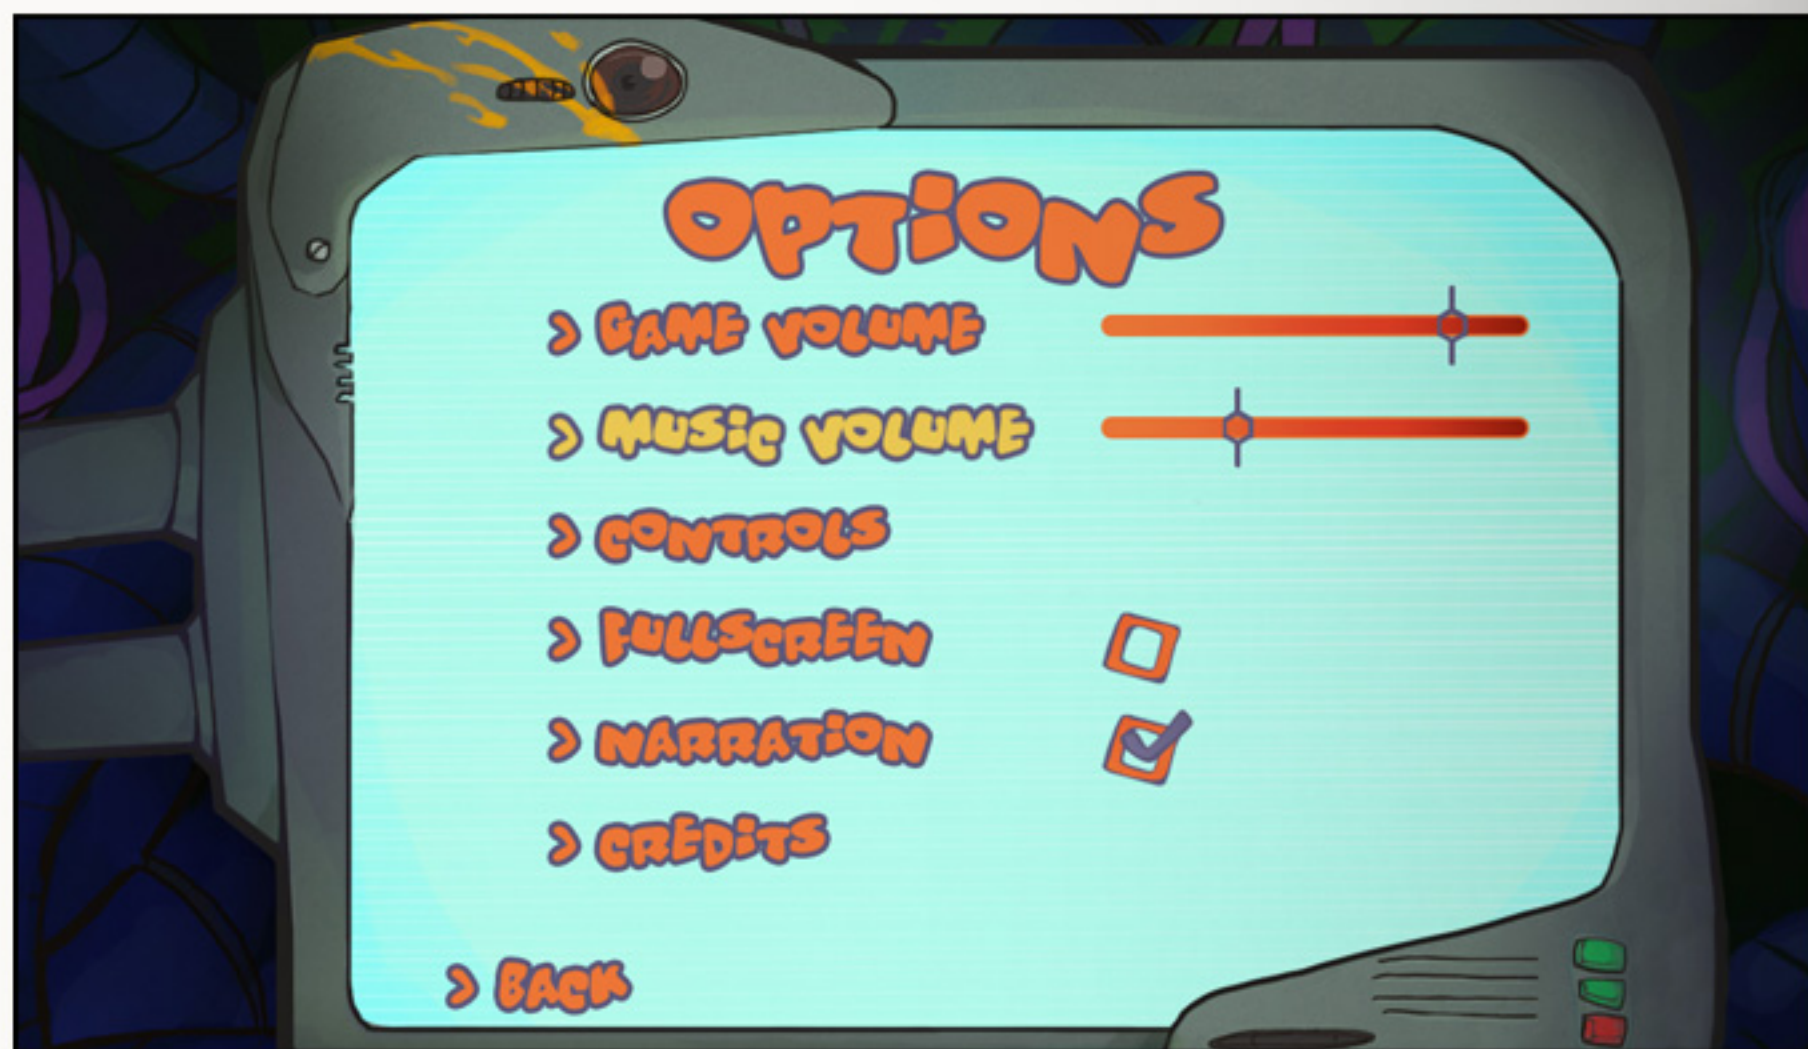 OPTiONS
> GAME VOLUME
> MUSiC VOLUME
> CONTROLS
> FULLSCREEN
> NARRATiON
> CREDiTS
> BACK